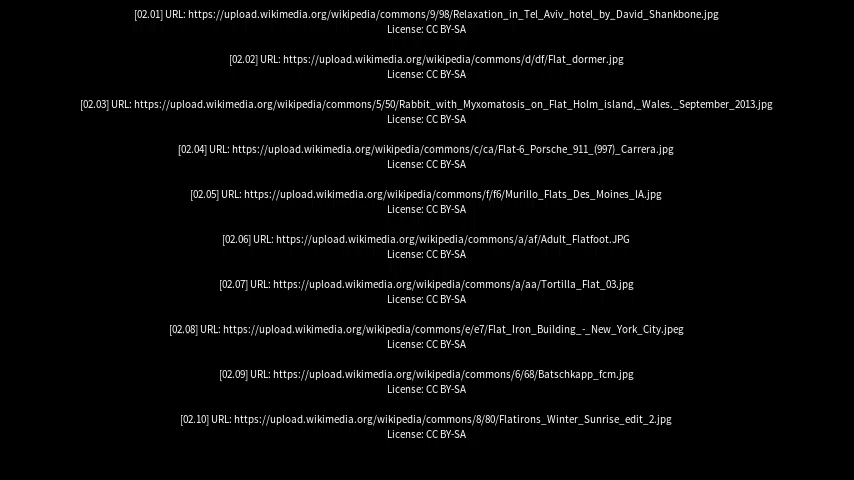 [02.01] URL: https://upload.wikimedia.org/wikipedia/commons/9/98/Relaxation_in_Tel_Aviv_hotel_by_David_Shankbone.jpg
License: CC BY-SA
[02.02] URL: https://upload.wikimedia.org/wikipedia/commons/d/df/Flat_dormer.jpg
License: CC BY-SA
[02.03] URL: https://upload.wikimedia.org/wikipedia/commons/5/50/Rabbit_with_Myxomatosis_on_Flat_Holm_island,_Wales._September_2013.jpg
License: CC BY-SA
[02.04] URL: https://upload.wikimedia.org/wikipedia/commons/c/ca/Flat-6_Porsche_911_(997)_Carrera.jpg
License: CC BY-SA
[02.05] URL: https://upload.wikimedia.org/wikipedia/commons/f/f6/Murillo_Flats_Des_Moines_IA.jpg
License: CC BY-SA
[02.06] URL: https://upload.wikimedia.org/wikipedia/commons/a/af/Adult_Flatfoot.JPG
License: CC BY-SA
[02.07] URL: https://upload.wikimedia.org/wikipedia/commons/a/aa/Tortilla_Flat_03.jpg
License: CC BY-SA
[02.08] URL: https://upload.wikimedia.org/wikipedia/commons/e/e7/Flat_Iron_Building_-_New_York_City.jpeg
License: CC BY-SA
[02.09] URL: https://upload.wikimedia.org/wikipedia/commons/6/68/Batschkapp_fcm.jpg
License: CC BY-SA
[02.10] URL: https://upload.wikimedia.org/wikipedia/commons/8/80/Flatirons_Winter_Sunrise_edit_2.jpg
License: CC BY-SA